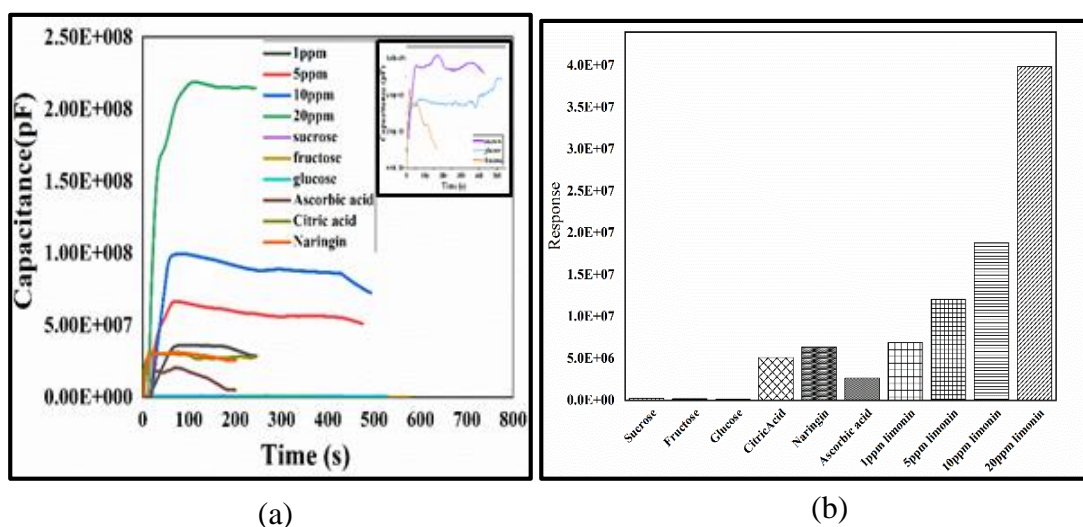 2.50E+008
2.00E+008
1.50E+008
1.00E+008
5.00E+007
0.00E+000
Capacitance(pF)
0 100 200 300 400 500 600 700 800
Time (s)
1ppm
5ppm
10ppm
20ppm
sucrose
fructose
glucose
Ascorbic acid
Citric acid
Naringin
Capacitance (pF)
Time (s)
(a)
4.0E+07
3.5E+07
3.0E+07
2.5E+07
2.0E+07
1.5E+07
1.0E+07
5.0E+06
0.0E+00
Response
Sucrose
Fructose
Glucose
CitricAcid
Naringin
Ascorbic acid
1ppm limonin
5ppm limonin
10ppm limonin
20ppm limonin
(b)